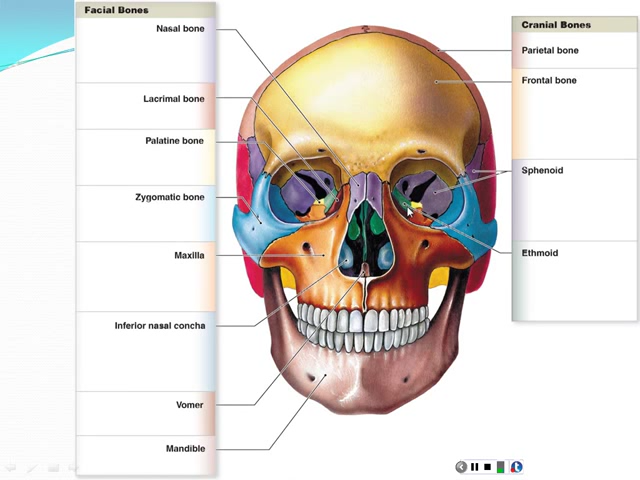 Facial Bones
Nasal bone
Lacrimal bone
Palatine bone
Zygomatic bone
Maxilla
Inferior nasal concha
Vomer
Mandible
Cranial Bones
Parietal bone
Frontal bone
Sphenoid
Ethmoid